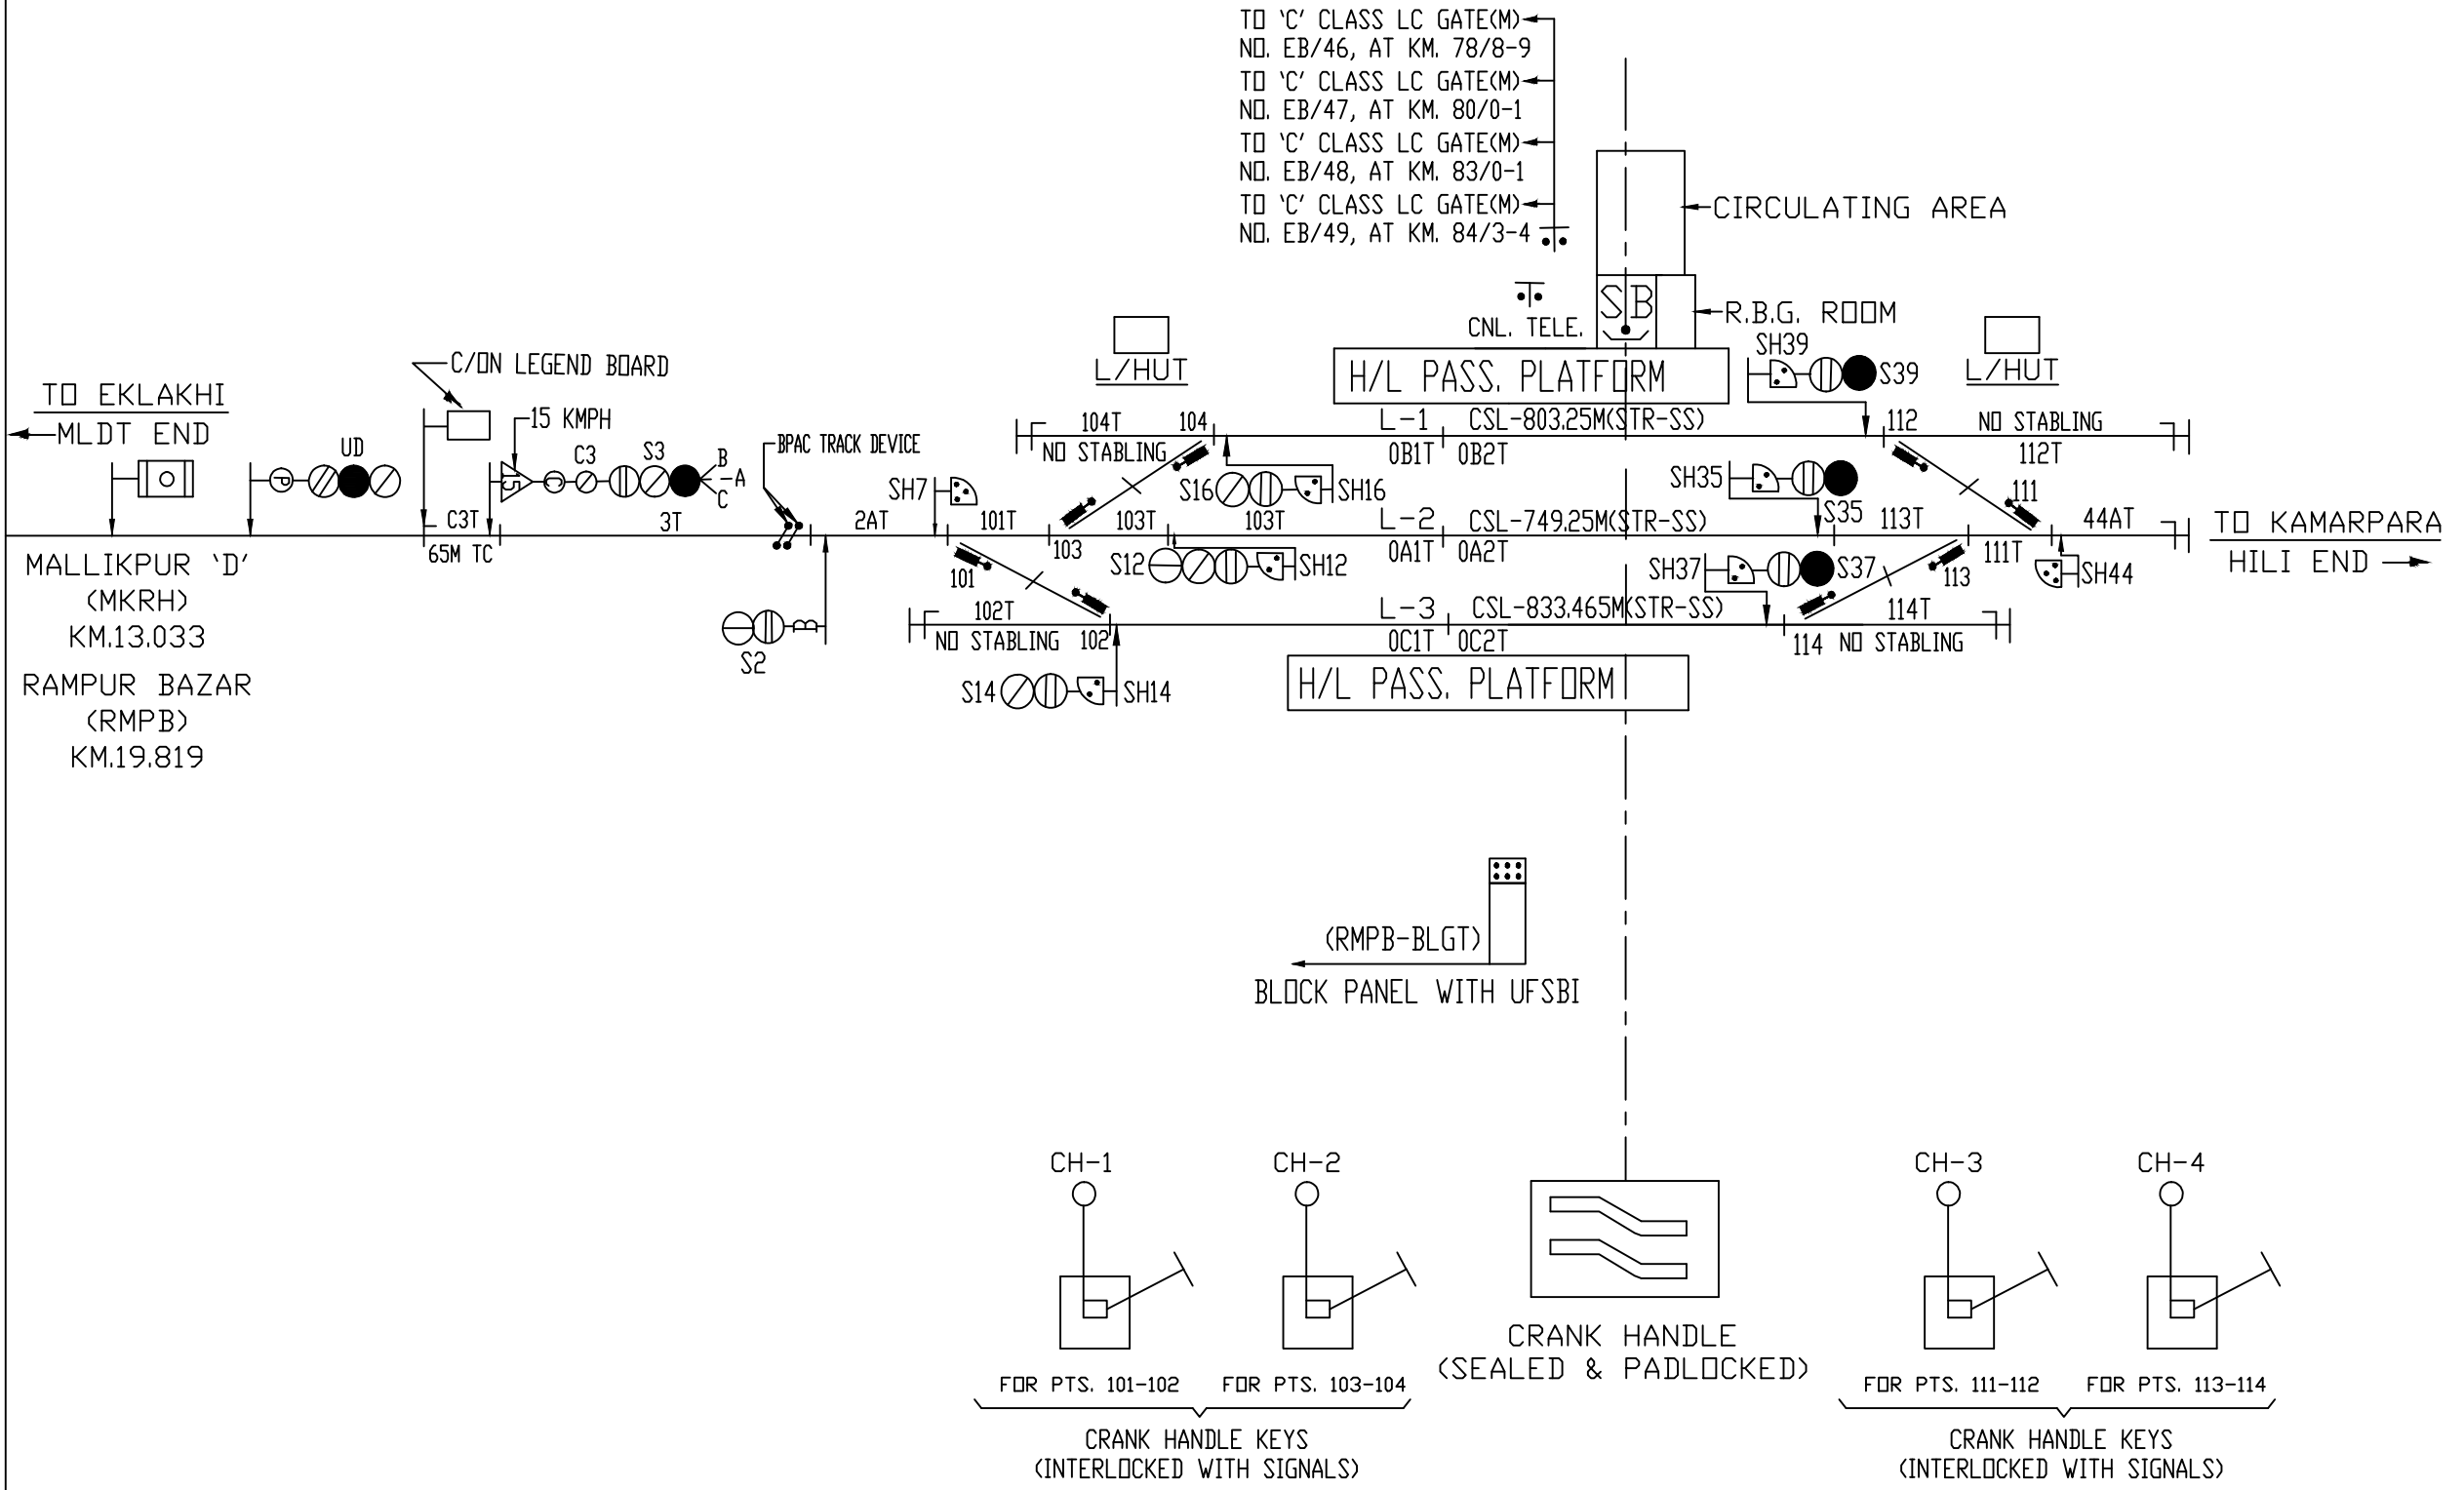 TO 'C' CLASS LC GATE(M)
NO. EB/46, AT KM. 78/8-9
TO 'C' CLASS LC GATE(M)
NO. EB/47, AT KM. 80/0-1
TO 'C' CLASS LC GATE(M)
NO. EB/48, AT KM. 83/0-1
TO 'C' CLASS LC GATE(M)
NO. EB/49, AT KM. 84/3-4
CIRCULATING AREA
SB
R.B.G. ROOM
CNL. TELE.
L/HUT
H/L PASS. PLATFORM
SH39
S39
L/HUT
C/ON LEGEND BOARD
TO EKLAKHI
MLDT END
15 KMPH
UD
P
15
C
C3
S3
B
-A
C
BPAC TRACK DEVICE
104T
104
NO STABLING
L-1
CSL-803.25M(STR-SS)
0B1T
0B2T
112
NO STABLING
112T
SH7
S16
SH16
SH35
S35
111
C3T
65M TC
3T
2AT
101T
103
103T
103T
L-2
CSL-749.25M(STR-SS)
0A1T
0A2T
113T
111T
44AT
TO KAMARPARA
HILI END
MALLIKPUR 'D'
(MKRH)
KM.13.033
RAMPUR BAZAR
(RMPB)
KM.19.819
101
S12
SH12
SH37
S37
113
SH44
B
S2
102T
NO STABLING
102
L-3
CSL-833.465M(STR-SS)
0C1T
0C2T
114T
114
NO STABLING
S14
SH14
H/L PASS. PLATFORM
(RMPB-BLGT)
BLOCK PANEL WITH UFSBI
CH-1
CH-2
CH-3
CH-4
CRANK HANDLE
(SEALED & PADLOCKED)
FOR PTS. 101-102
FOR PTS. 103-104
FOR PTS. 111-112
FOR PTS. 113-114
CRANK HANDLE KEYS
(INTERLOCKED WITH SIGNALS)
CRANK HANDLE KEYS
(INTERLOCKED WITH SIGNALS)